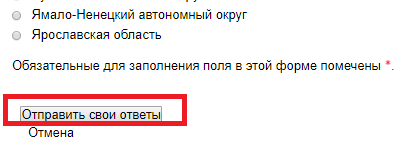 Ямало-Ненецкий автономный округ
Ярославская область
Обязательные для заполнения поля в этой форме помечены *.
Отправить свои ответы
Отмена